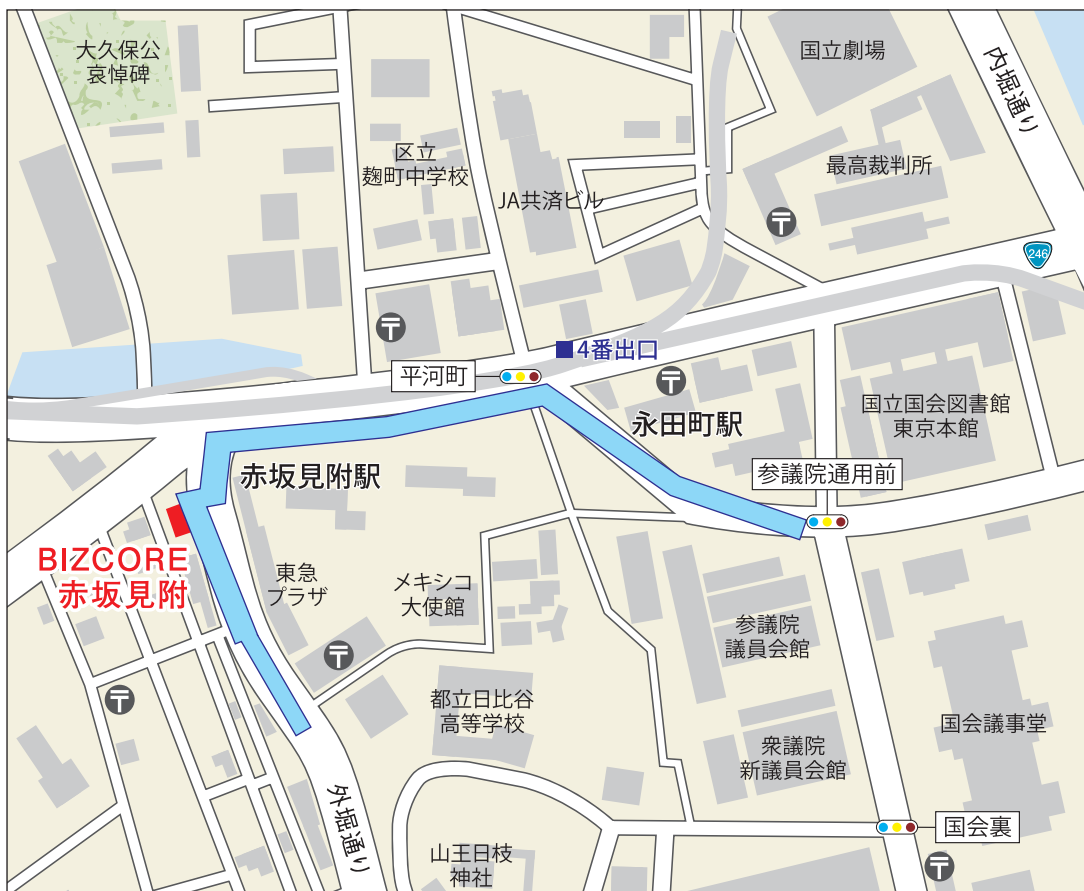 大久保公
哀悼碑
国立劇場
内堀通り
区立
麹町中学校
JA共済ビル
最高裁判所
〒
246
〒
4番出口
平河町
〒
永田町駅
国立国会図書館
東京本館
赤坂見附駅
参議院通用前
BIZCORE
赤坂見附
東急
プラザ
メキシコ
大使館
参議院
議員会館
〒
〒
都立日比谷
高等学校
国会議事堂
衆議院
新議員会館
外堀通り
国会裏
山王日枝
神社
〒